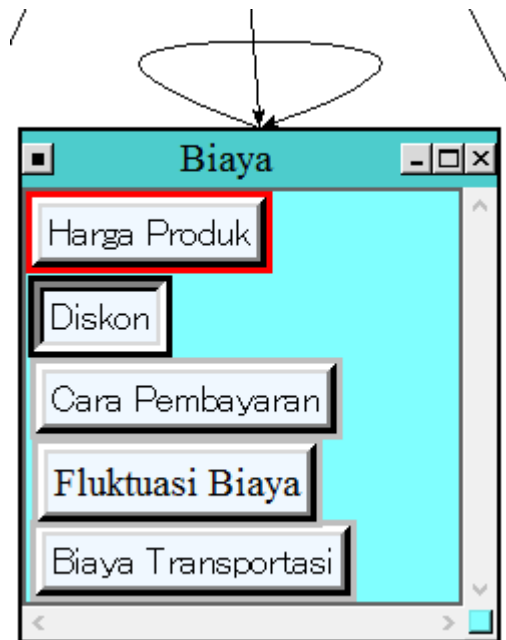 Biaya
Harga Produk
Diskon
Cara Pembayaran
Fluktuasi Biaya
Biaya Transportasi